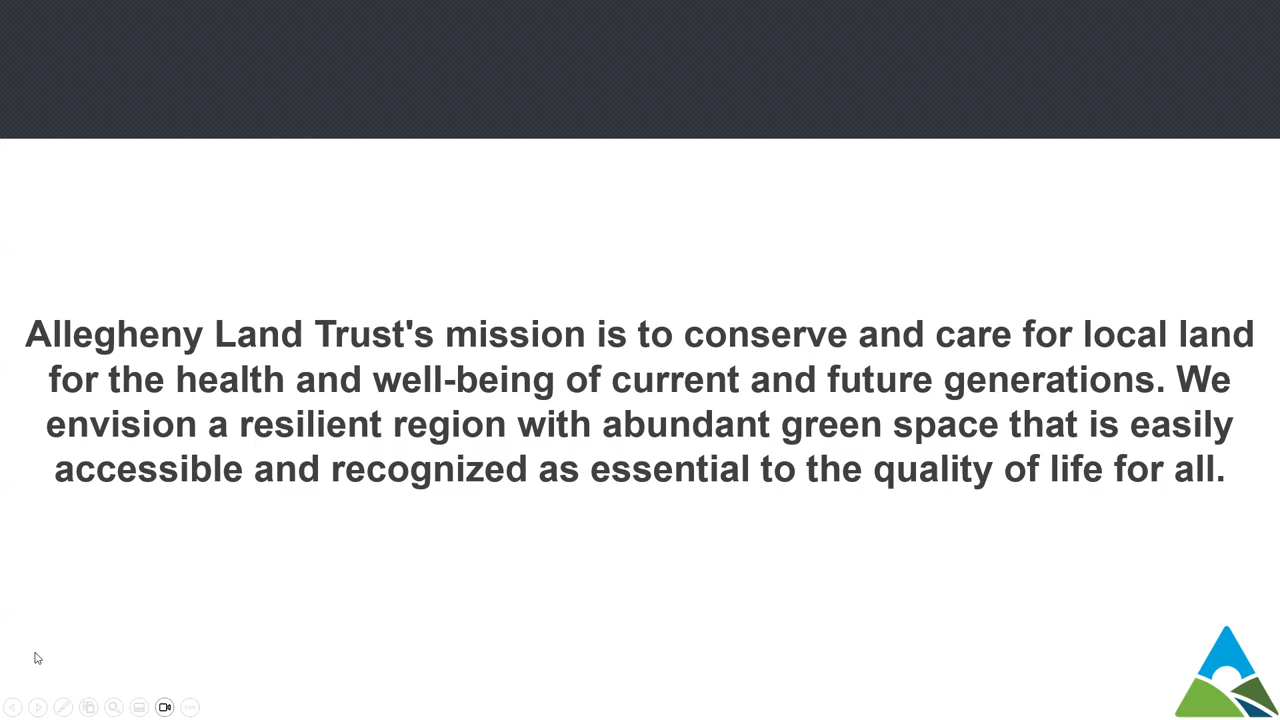 Allegheny Land Trust's mission is to conserve and care for local land
for the health and well-being of current and future generations. We
envision a resilient region with abundant green space that is easily
accessible and recognized as essential to the quality of life for all.